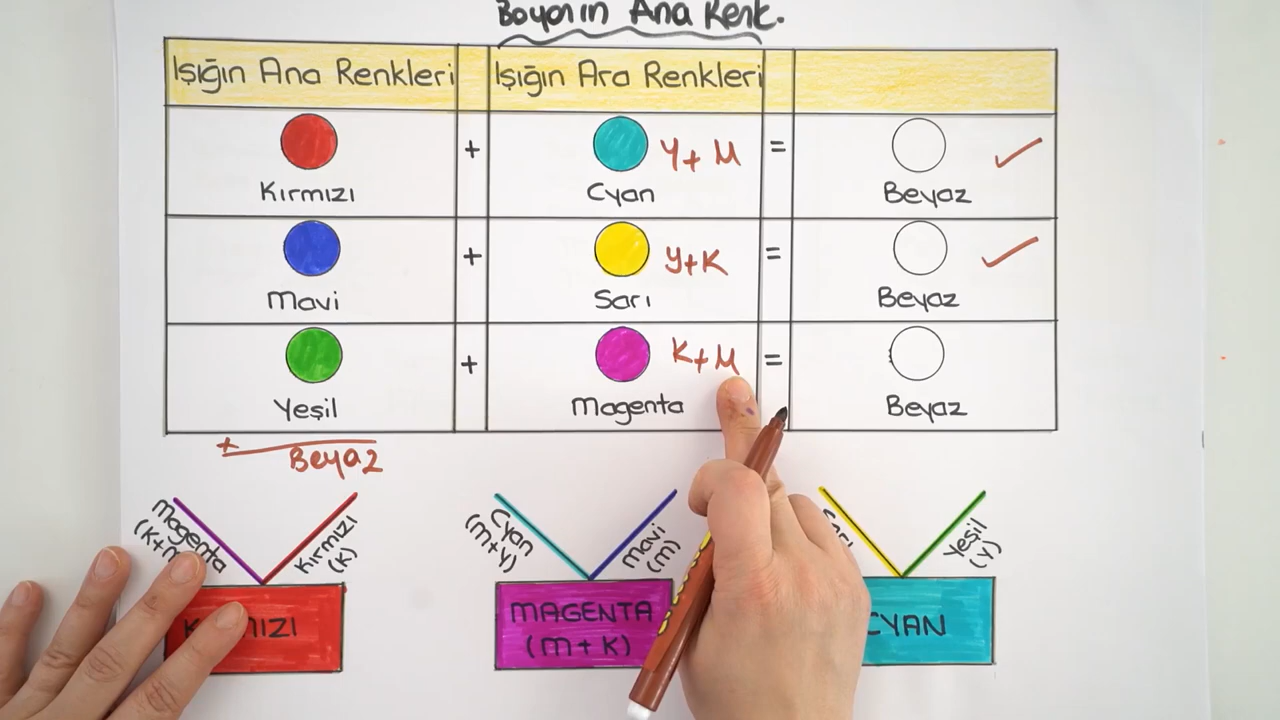 Boyanın Ana Renk.
Işığın Ana Renkleri
Işığın Ara Renkleri
+
=
Kırmızı
Cyan
Y+M
Beyaz
+
=
Mavi
Sarı
Y+K
Beyaz
+
=
Yeşil
Magenta
K+M
Beyaz
+
Beyaz
Magenta
Kırmızı
(K)
Cyan
(M+Y)
Mavi
(M)
Yeşil
(Y)
MAGENTA
(M+K)
CYAN